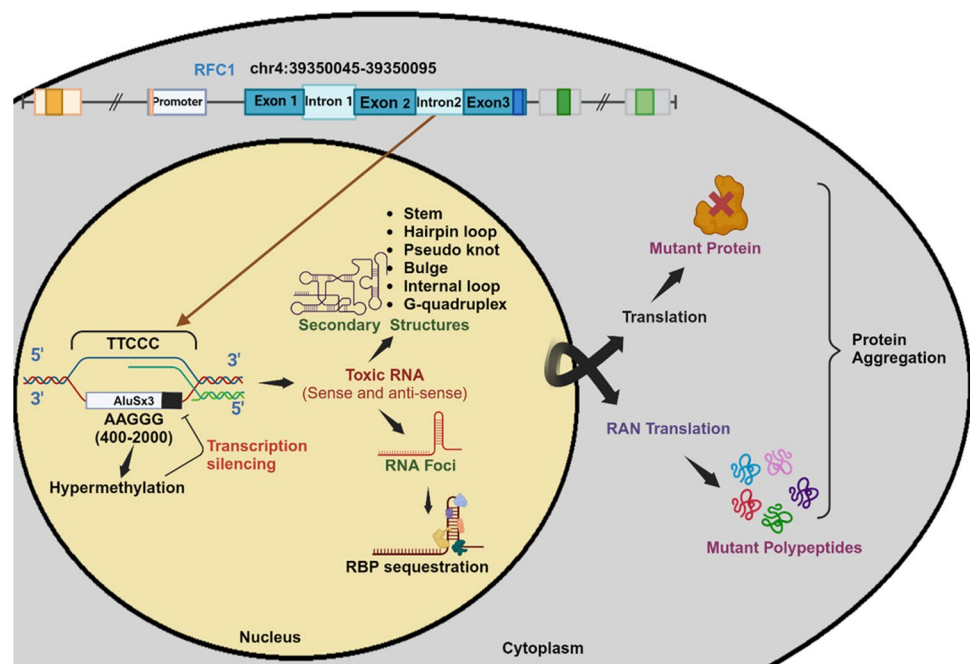 RFC1 chr4:39350045-39350095
Promoter
Exon 1
Intron 1
Exon 2
Intron2
Exon3
• Stem
• Hairpin loop
• Pseudo knot
• Bulge
• Internal loop
• G-quadruplex
Secondary Structures
TTCCC
5'
3'
3'
5'
AluSx3
AAGGG
(400-2000)
Hypermethylation
Transcription
silencing
Toxic RNA
(Sense and anti-sense)
RNA Foci
RBP sequestration
Nucleus
Mutant Protein
Translation
RAN Translation
Mutant Polypeptides
Protein
Aggregation
Cytoplasm